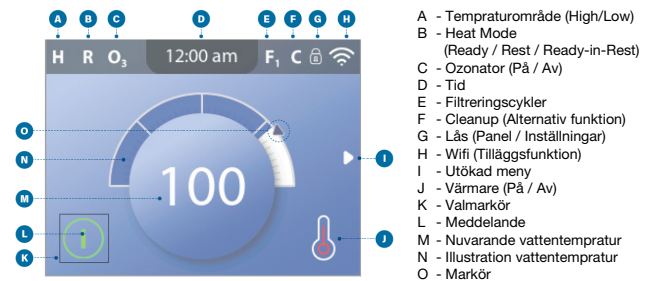 A B C D E F G H
H R O3 12:00 am F1 C
O
N
I
100
M
L
i
J
K
A - Tempraturområde (High/Low)
B - Heat Mode
(Ready / Rest / Ready-in-Rest)
C - Ozonator (På / Av)
D - Tid
E - Filtreringscykler
F - Cleanup (Alternativ funktion)
G - Lås (Panel / Inställningar)
H - Wifi (Tilläggsfunktion)
I - Utökad meny
J - Värmare (På / Av)
K - Valmarkör
L - Meddelande
M - Nuvarande vattentempratur
N - Illustration vattentempratur
O - Markör